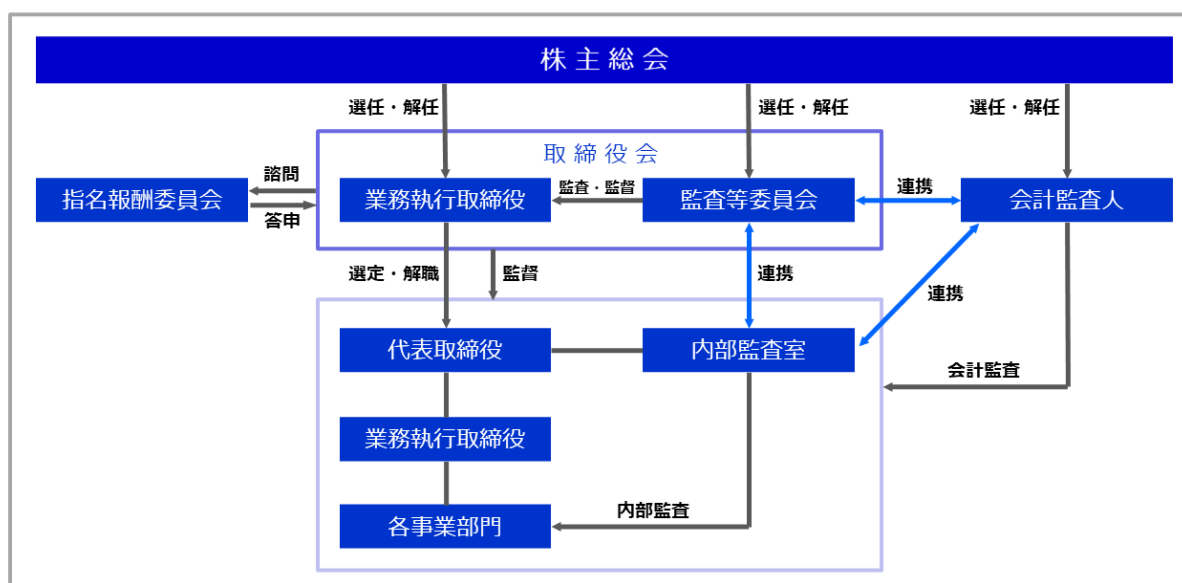 株主総会
選任・解任
選任・解任
選任・解任
取締役会
諮問
指名報酬委員会
答申
業務執行取締役
監査・監督
監査等委員会
連携
会計監査人
選定・解職
監督
連携
連携
代表取締役
内部監査室
会計監査
業務執行取締役
内部監査
各事業部門